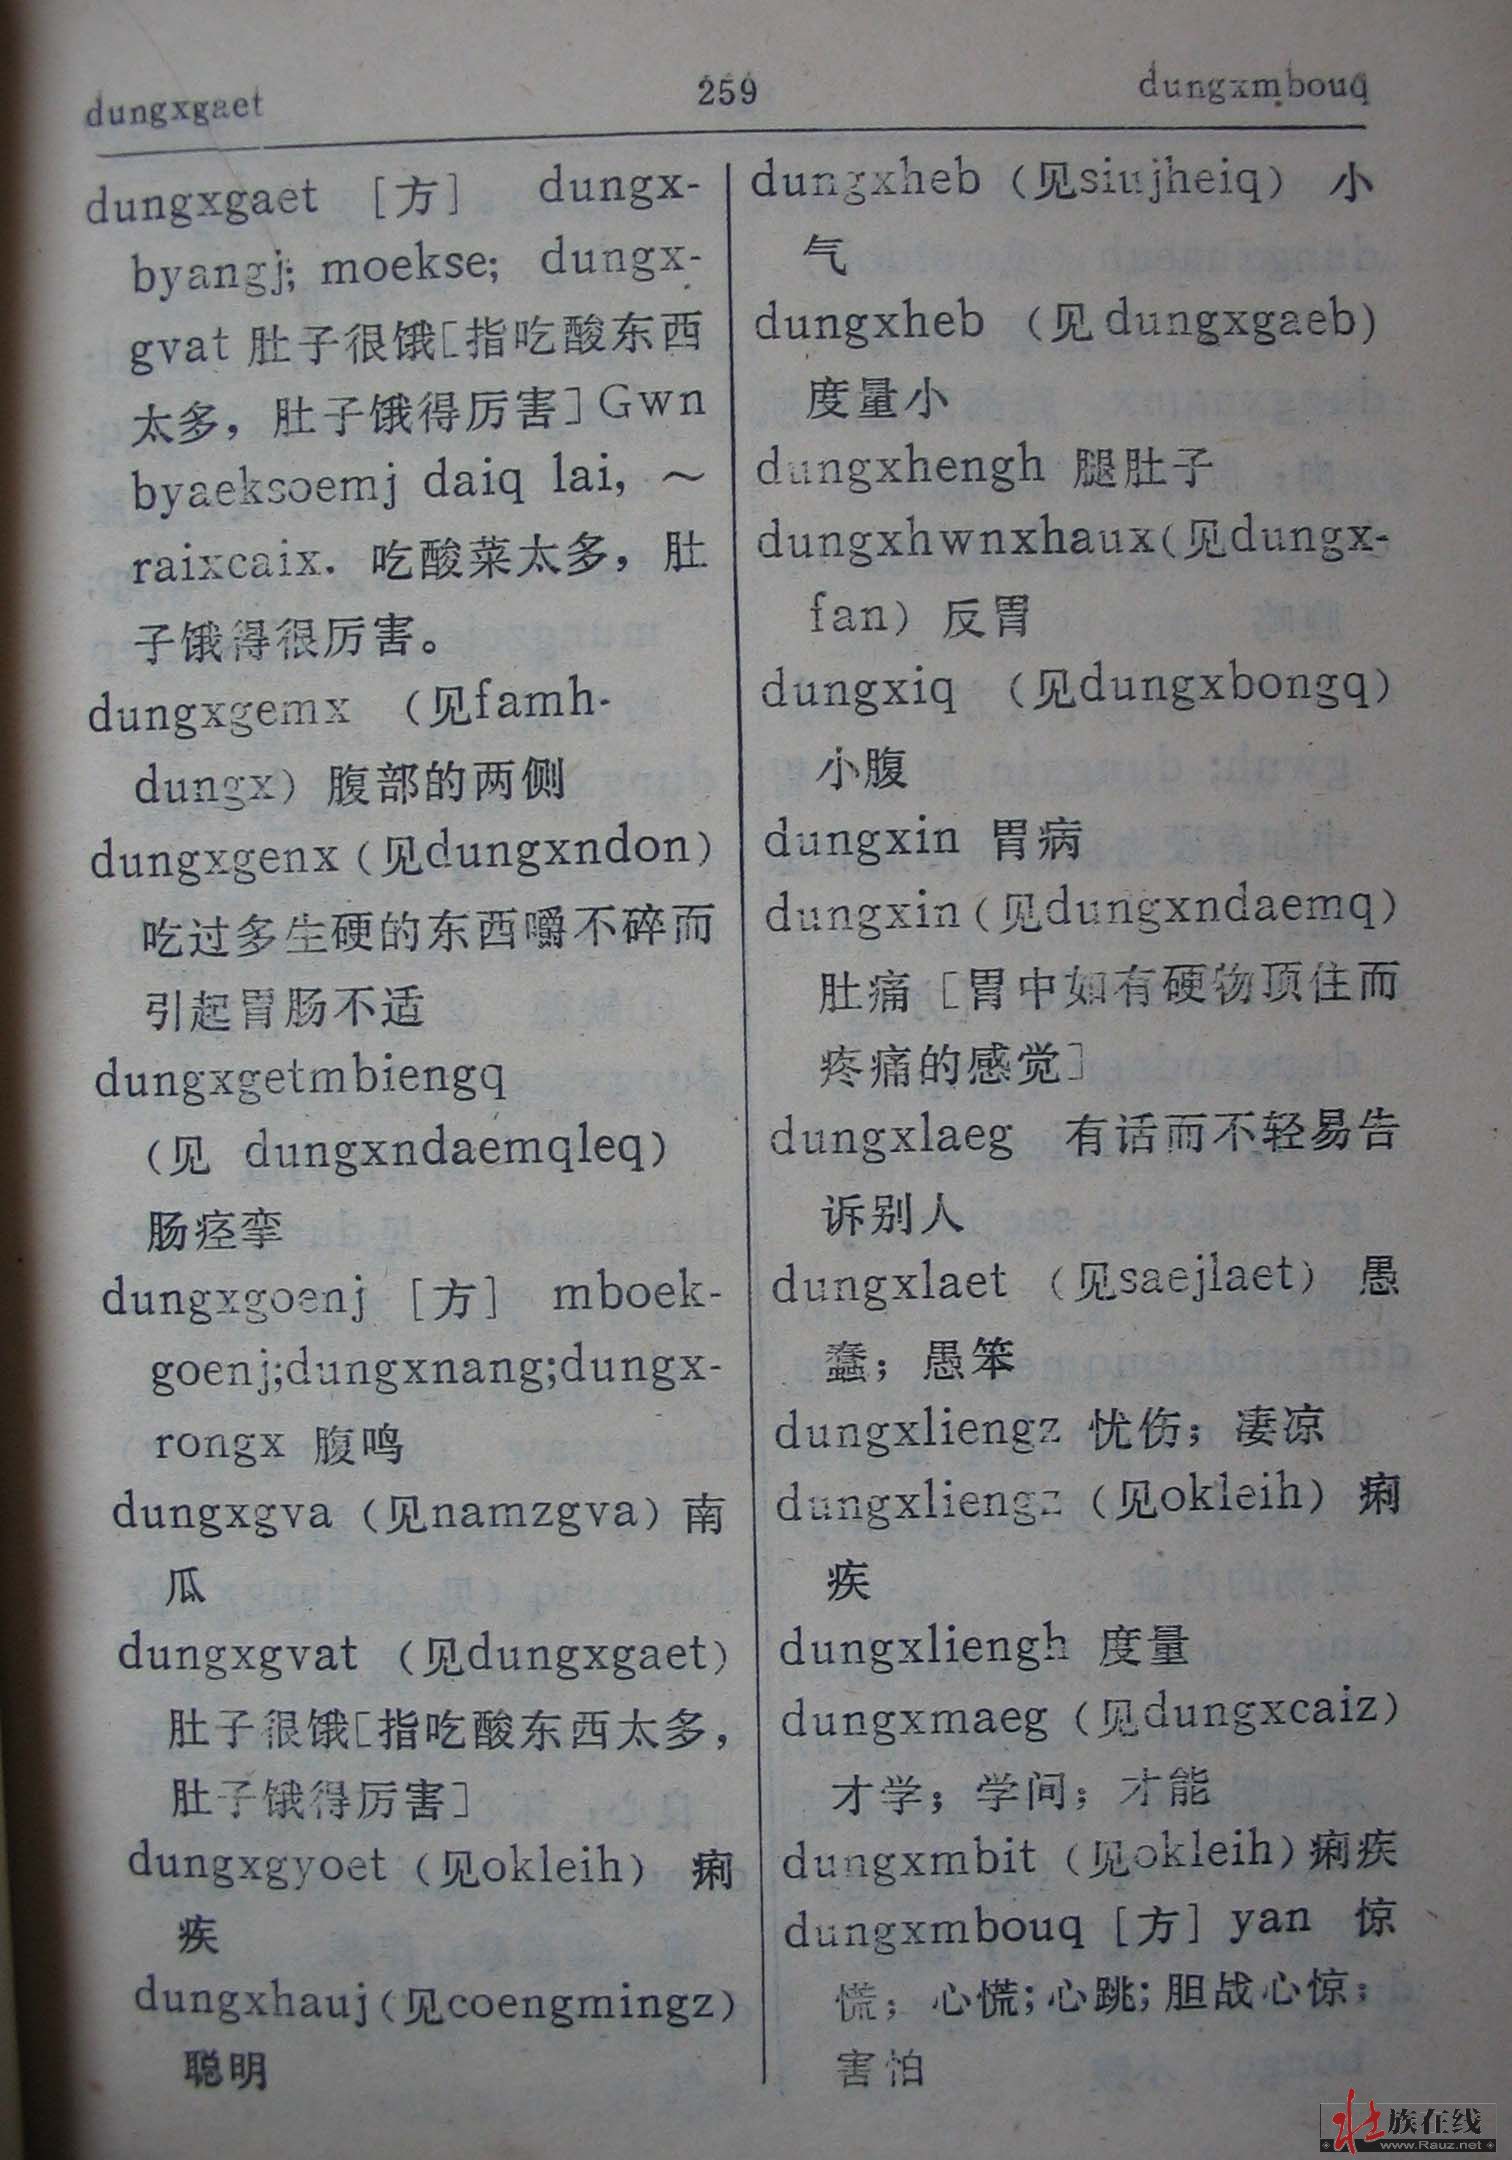 dungxgaet 259 dungxmbouq
dungxgaet [方] dungx-
byangj; moekse; dungx-
gvat 肚子很饿[指吃酸东西
太多，肚子饿得厉害] Gwn
byaeksoemj daiq lai, ～
raixcaix. 吃酸菜太多，肚
子饿得很厉害。
dungxgemx (见famh-
dungx) 腹部的两侧
dungxgenx (见dungxndon)
吃过多生硬的东西嚼不碎而
引起胃肠不适
dungxgetmbiengq
(见 dungxndaemqleq)
肠痉挛
dungxgoenj [方] mboek-
goenj;dungxnang;dungx-
rongx 腹鸣
dungxgva (见namzgva) 南
瓜
dungxgvat (见dungxgaet)
肚子很饿[指吃酸东西太多，
肚子饿得厉害]
dungxgyoet (见okleih) 痢
疾
dungxhauj (见coengmingz)
聪明
dungxheb (见siujheiq) 小
气
dungxheb (见dungxgaeb)
度量小
dungxhengh 腿肚子
dungxhwnxhaux(见dungx-
fan) 反胃
dungxiq (见dungxbongq)
小腹
dungxin 胃病
dungxin (见dungxndaemq)
肚痛 [胃中如有硬物顶住而
疼痛的感觉]
dungxlaeg 有话而不轻易告
诉别人
dungxlaet (见saejlaet) 愚
蠢；愚笨
dungxliengz 忧伤；凄凉
dungxliengz (见okleih) 痢
疾
dungxliengh 度量
dungxmaeg (见dungxcaiz)
才学；学问；才能
dungxmbit (见okleih) 痢疾
dungxmbouq [方] yan 惊
慌；心慌；心跳；胆战心惊；
害怕
壮族在线
www.Rauz.net